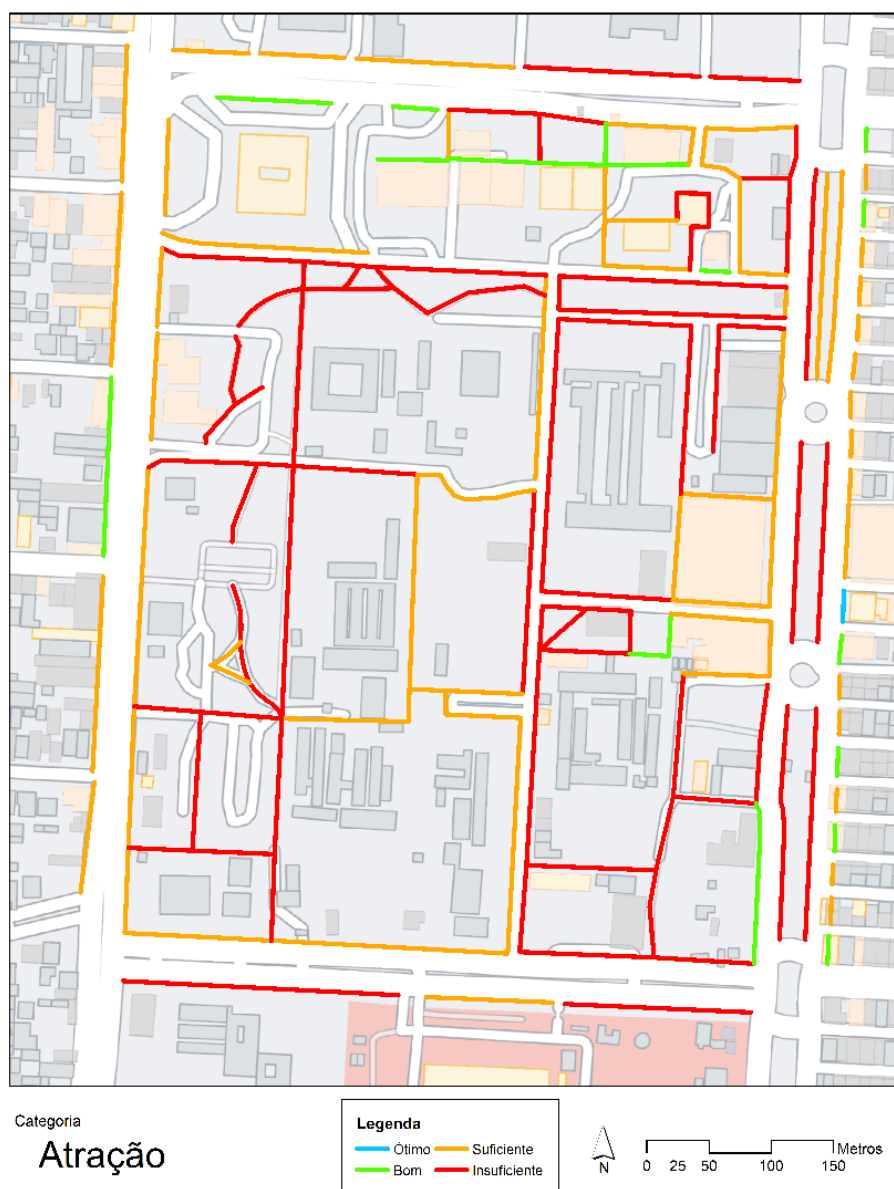 Categoria
Atração
Legenda
Ótimo
Suficiente
Bom
Insuficiente
N
Metros
0 25 50 100 150